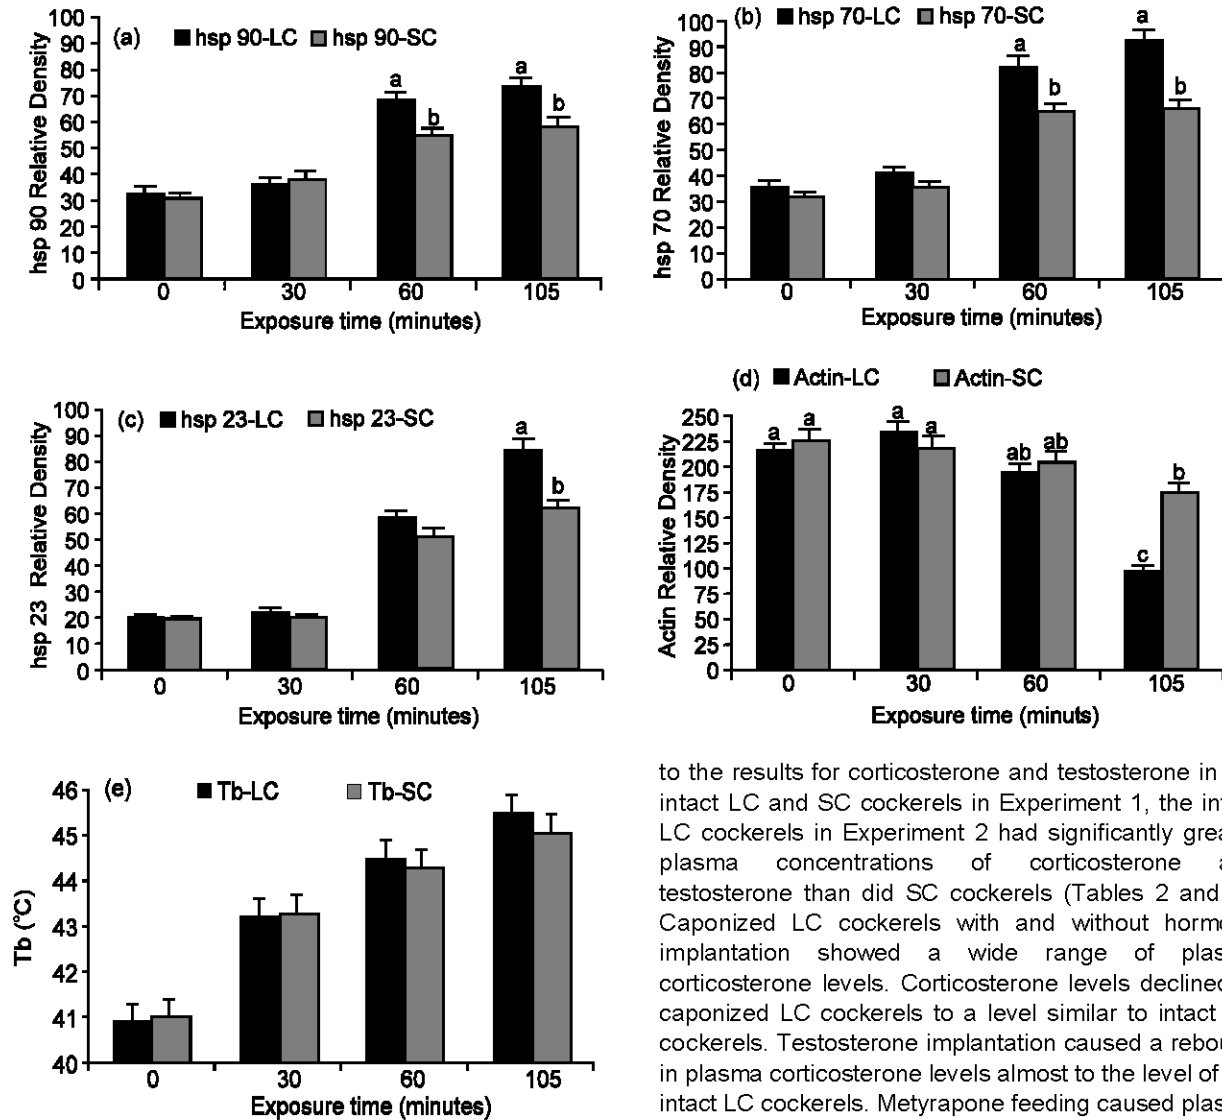 (a) hsp 90-LC hsp 90-SC
hsp 90 Relative Density
100
90
80
70
60
50
40
30
20
10
0
a
b
a
b
0 30 60 105
Exposure time (minutes)
(b) hsp 70-LC hsp 70-SC
hsp 70 Relative Density
100
90
80
70
60
50
40
30
20
10
0
a
b
a
b
0 30 60 105
Exposure time (minutes)
(c) hsp 23-LC hsp 23-SC
hsp 23 Relative Density
100
90
80
70
60
50
40
30
20
10
0
a
b
0 30 60 105
Exposure time (minutes)
(d) Actin-LC Actin-SC
Actin Relative Density
250
225
200
175
150
125
100
75
50
25
0
a a a a ab ab c b
0 30 60 105
Exposure time (minuts)
(e) Tb-LC Tb-SC
Tb (°C)
46
45
44
43
42
41
40
0 30 60 105
Exposure time (minutes)
to the results for corticosterone and testosterone in
intact LC and SC cockerels in Experiment 1, the int
LC cockerels in Experiment 2 had significantly grea
plasma concentrations of corticosterone a
testosterone than did SC cockerels (Tables 2 and
Caponized LC cockerels with and without hormo
implantation showed a wide range of plas
corticosterone levels. Corticosterone levels declined
caponized LC cockerels to a level similar to intact
cockerels. Testosterone implantation caused a rebou
in plasma corticosterone levels almost to the level of
intact LC cockerels. Metyrapone feeding caused plas